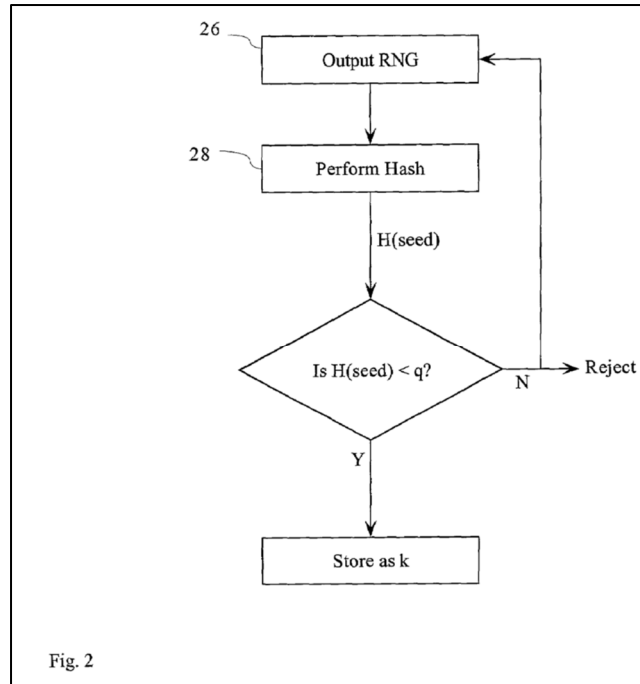 26
Output RNG
28
Perform Hash
H(seed)
Is H(seed) < q?
N
Reject
Y
Store as k
Fig. 2